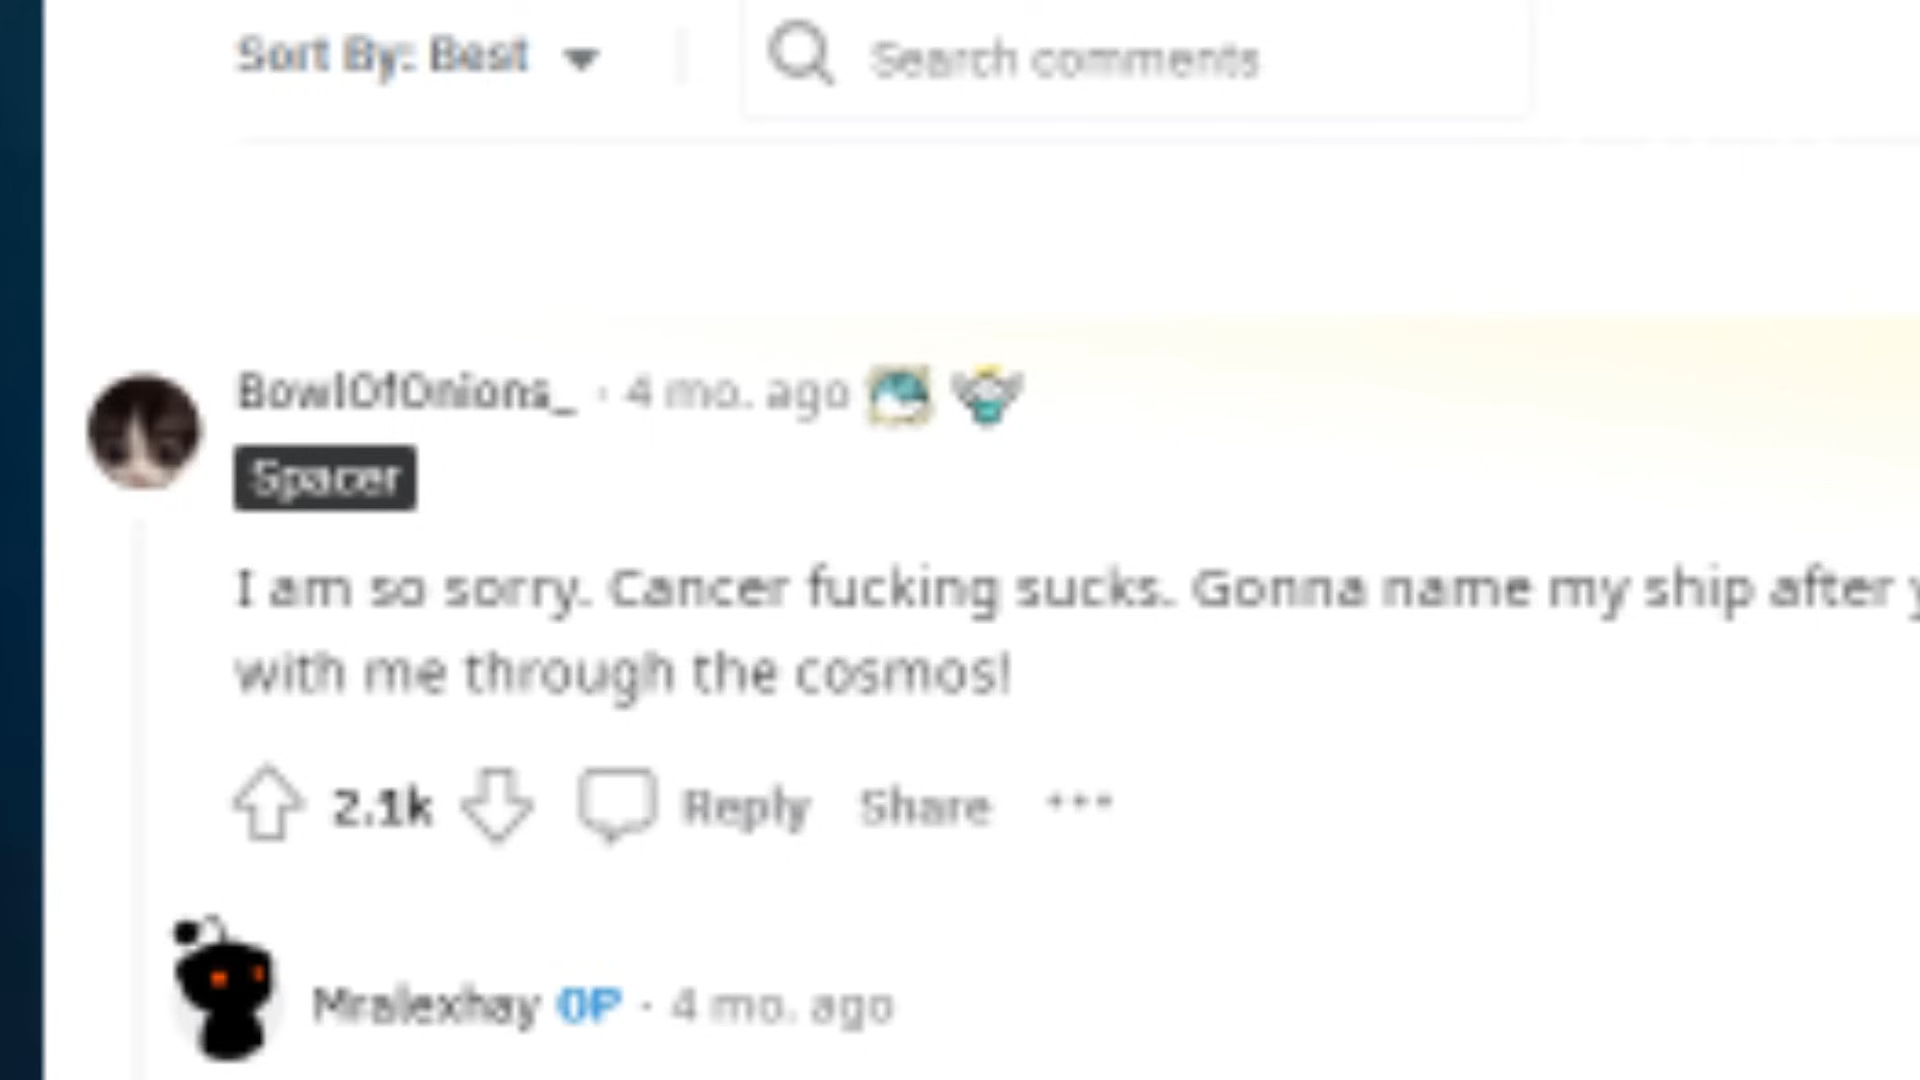 Sort By: Best
Search comments
BowlOfOnions_ · 4 mo. ago
Spacer
I am so sorry. Cancer fucking sucks. Gonna name my ship after
with me through the cosmos!
2.1k Reply Share ...
Mralexhay OP · 4 mo. ago